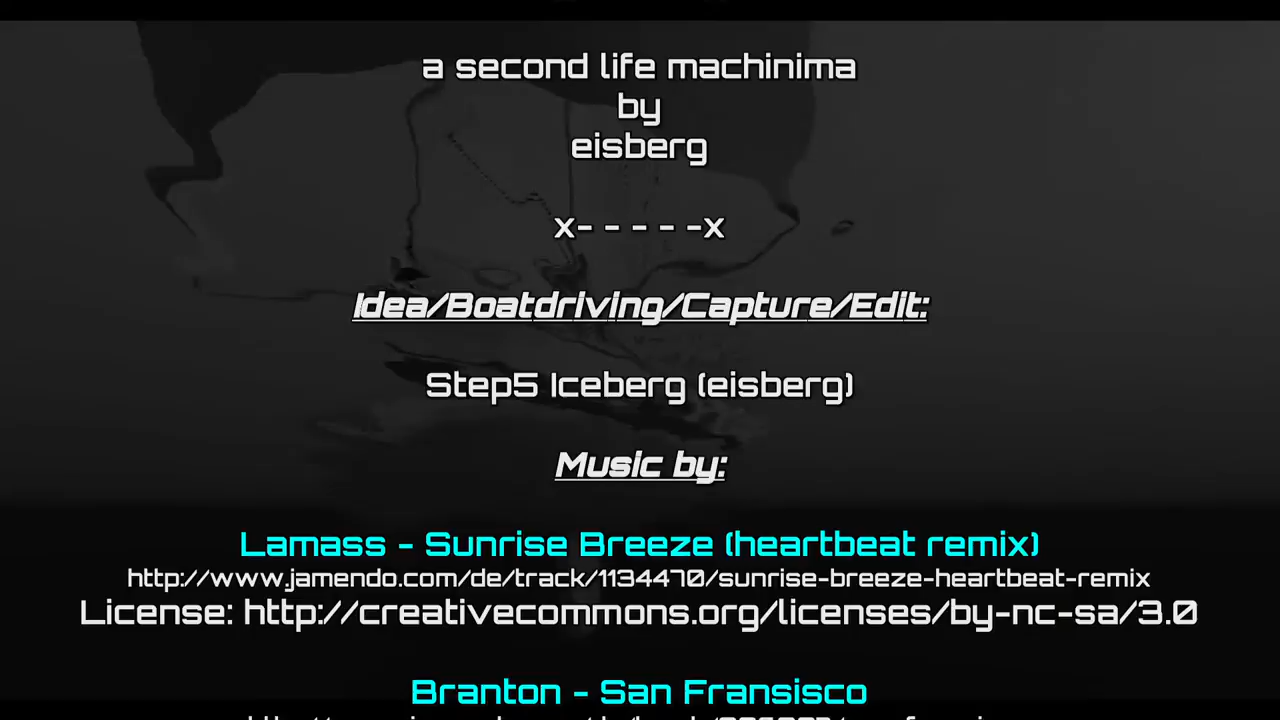 a second life machinima
by
eisberg
x- - - - -x
Idea/Boatdriving/Capture/Edit:
Step5 Iceberg (eisberg)
Music by:
Lamass - Sunrise Breeze (heartbeat remix)
http://www.jamendo.com/de/track/1134470/sunrise-breeze-heartbeat-remix
License: http://creativecommons.org/licenses/by-nc-sa/3.0
Branton - San Fransisco